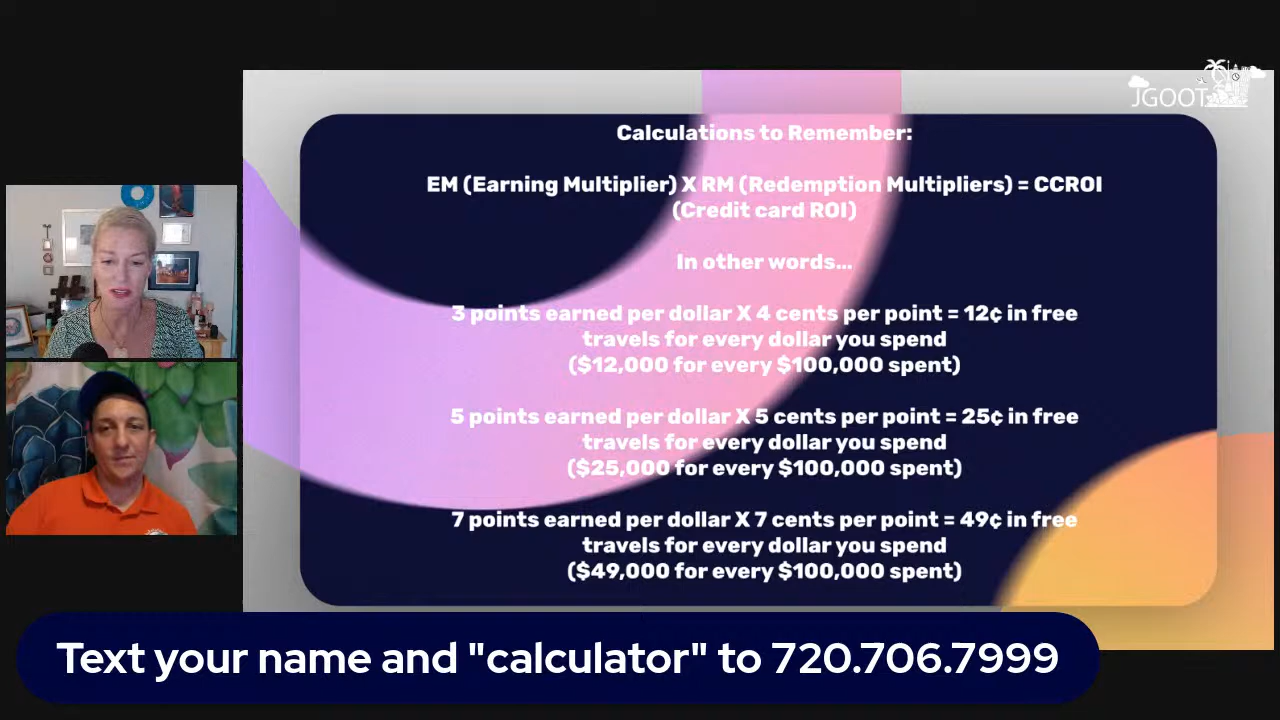 JGOOT
Calculations to Remember:
EM (Earning Multiplier) X RM (Redemption Multipliers) = CCROI
(Credit card ROI)
In other words...
3 points earned per dollar X 4 cents per point = 12¢ in free
travels for every dollar you spend
($12,000 for every $100,000 spent)
5 points earned per dollar X 5 cents per point = 25¢ in free
travels for every dollar you spend
($25,000 for every $100,000 spent)
7 points earned per dollar X 7 cents per point = 49¢ in free
travels for every dollar you spend
($49,000 for every $100,000 spent)
Text your name and "calculator" to 720.706.7999